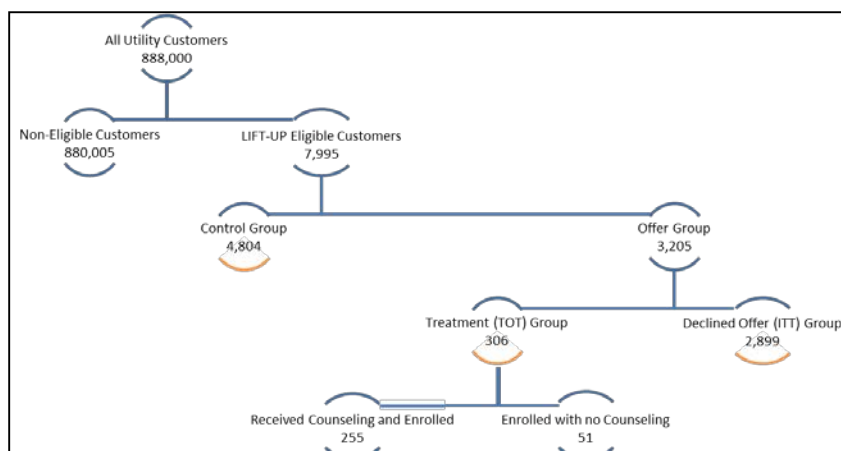 All Utility Customers
888,000
Non-Eligible Customers
880,005
LIFT-UP Eligible Customers
7,995
Control Group
4,804
Offer Group
3,205
Treatment (TOT) Group
306
Declined Offer (ITT) Group
2,899
Received Counseling and Enrolled
255
Enrolled with no Counseling
51